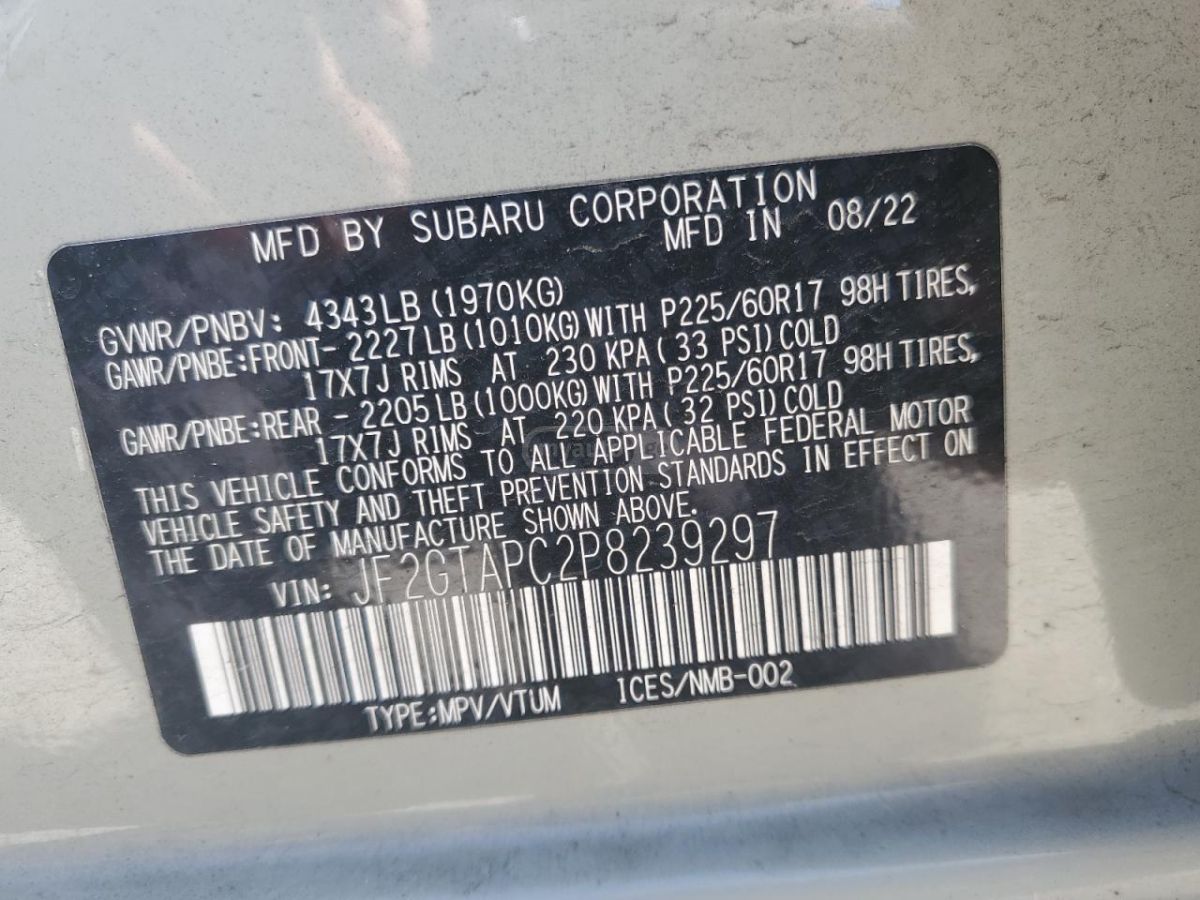 MFD BY SUBARU CORPORATION
MFD IN 08/22
GVWR/PNBV: 4343LB (1970KG)
GAWR/PNBE:FRONT- 2227LB (1010KG)WITH P225/60R17 98H TIRES,
17X7J RIMS AT 230 KPA( 33 PSI)COLD
GAWR/PNBE:REAR - 2205LB (1000KG)WITH P225/60R17 98H TIRES,
17X7J RIMS AT 220 KPA( 32 PSI)COLD
THIS VEHICLE CONFORMS TO ALL APPLICABLE FEDERAL MOTOR
VEHICLE SAFETY AND THEFT PREVENTION STANDARDS IN EFFECT ON
THE DATE OF MANUFACTURE SHOWN ABOVE.
VIN: JF2GTAPC2P8239297
TYPE:MPV/VTUM ICES/NMB-002